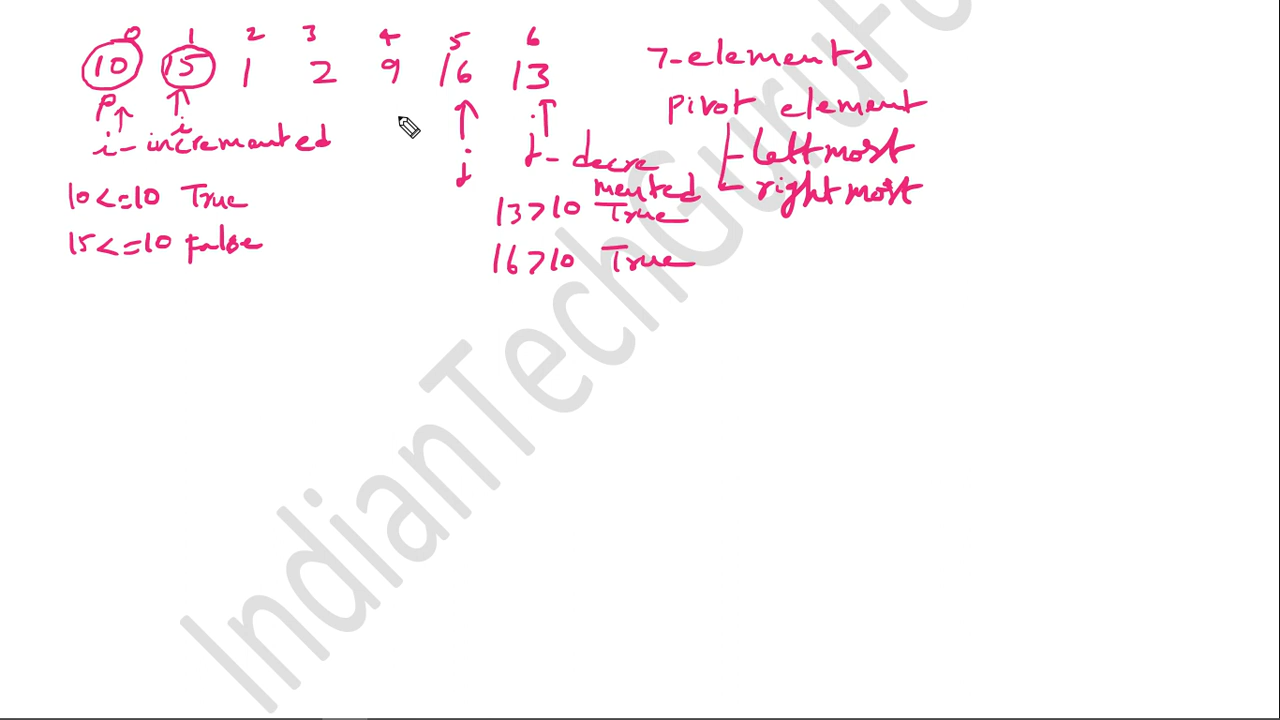 0 1 2 3 4 5 6
10 15 1 2 9 16 13
7-elements
P
pivot element
i - incremented
i
j
j - decre
mented
leftmost
rightmost
10<=10 True
13>10 True
15<=10 False
16>10 True
IndianTechGuruFo